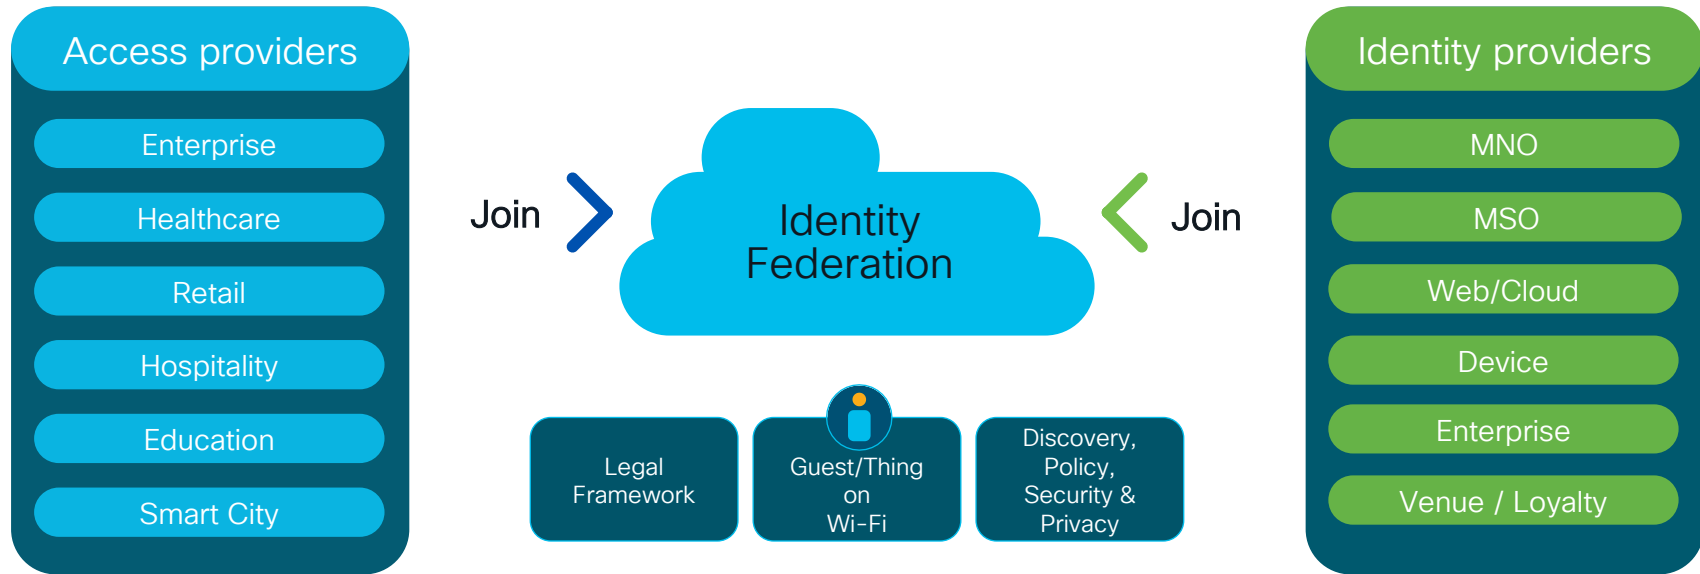 Access providers
Enterprise
Healthcare
Retail
Hospitality
Education
Smart City
Join
Identity
Federation
Join
Legal
Framework
Guest/Thing
on
Wi-Fi
Discovery,
Policy,
Security &
Privacy
Identity providers
MNO
MSO
Web/Cloud
Device
Enterprise
Venue / Loyalty